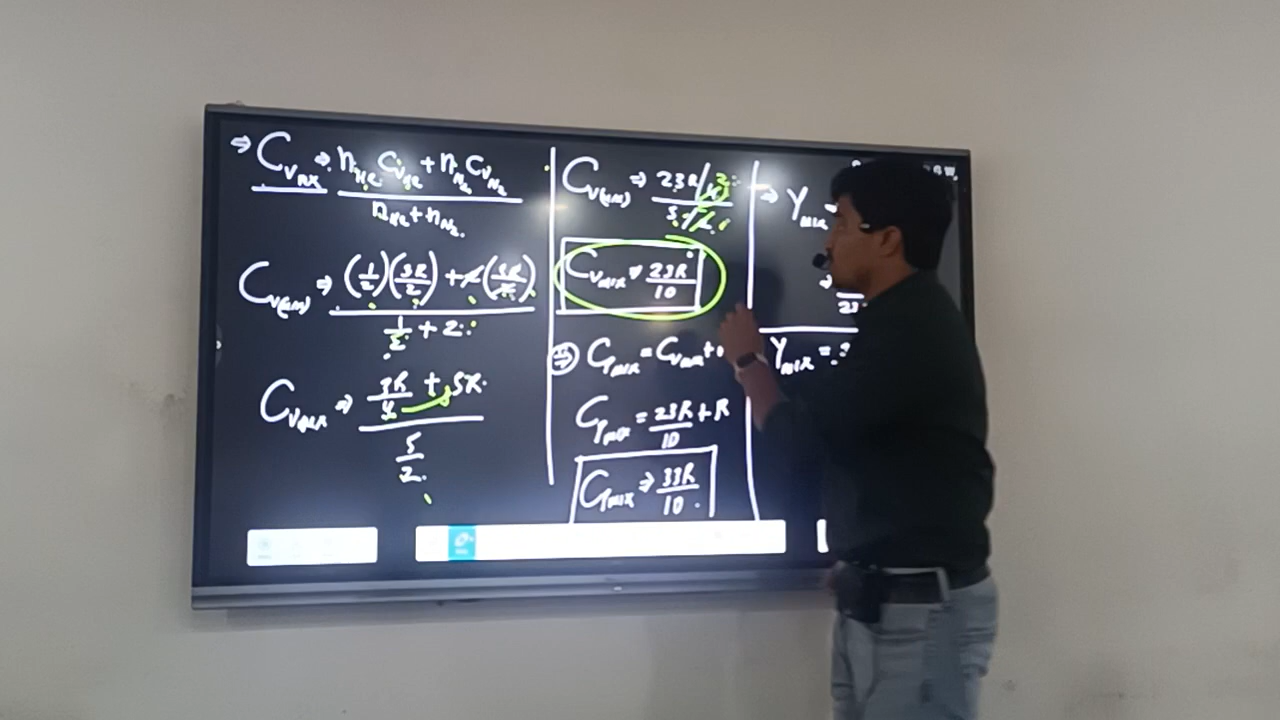 ⇒ C_Vmix ⇒ n_He C_VHe + n_N2 C_VN2
n_He + n_N2
C_V(mix) ⇒ (1/2)(3R/2) + 2(5R/2)
1/2 + 2
C_Vmix ⇒ 3R/4 + 5R
5/2
C_V(mix) ⇒ 23R/4
5/2
C_Vmix ⇒ 23R/10
⇒ C_Pmix = C_Vmix +
C_Pmix = 23R/10 + R
C_Pmix ⇒ 33R/10
⇒ γ_mix
⇒
23
γ_mix =